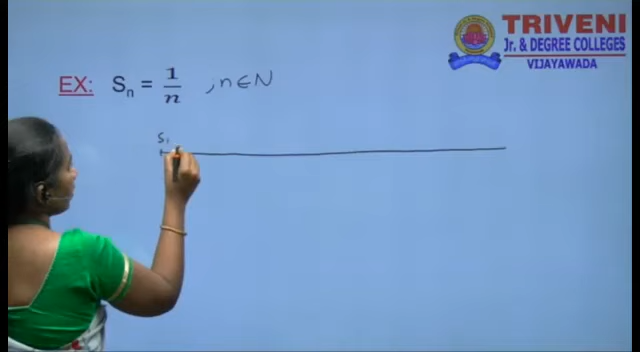 TRIVENI
Jr. & DEGREE COLLEGES
VIJAYAWADA
EX: Sₙ = 1/n ; n ∈ N
S₁